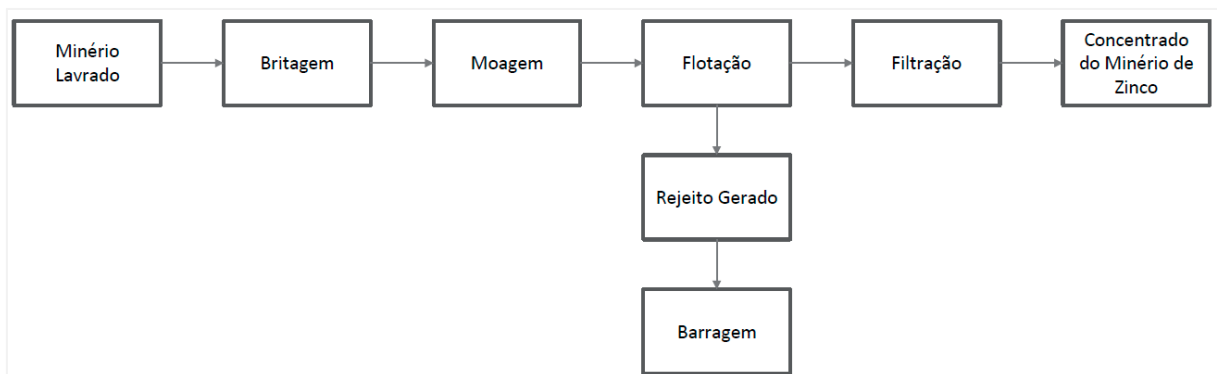 Minério
Lavrado
Britagem
Moagem
Flotação
Filtração
Concentrado
do Minério de
Zinco
Rejeito Gerado
Barragem